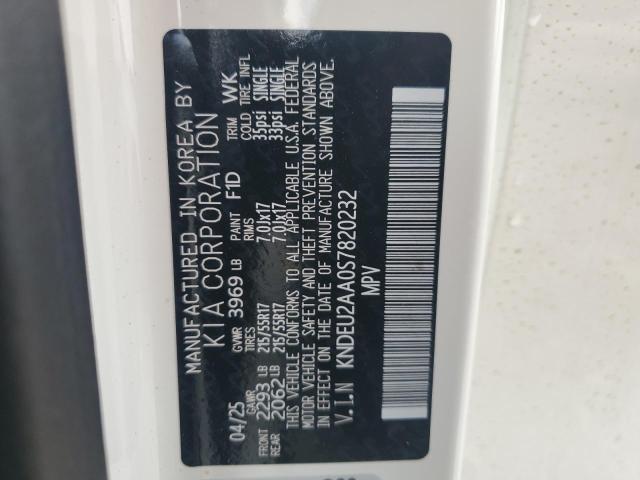 MANUFACTURED IN KOREA BY
KIA CORPORATION
04/25 GVWR 3969 LB PAINT F1D TRIM WK
GAWR TIRES RIMS COLD TIRE INFL
FRONT 2293 LB 215/55R17 7.0Jx17 35psi SINGLE
REAR 2062 LB 215/55R17 7.0Jx17 33psi SINGLE
THIS VEHICLE CONFORMS TO ALL APPLICABLE U.S.A. FEDERAL
MOTOR VEHICLE SAFETY AND THEFT PREVENTION STANDARDS
IN EFFECT ON THE DATE OF MANUFACTURE SHOWN ABOVE.
V.I.N KNDEU2AA0S7820232
MPV